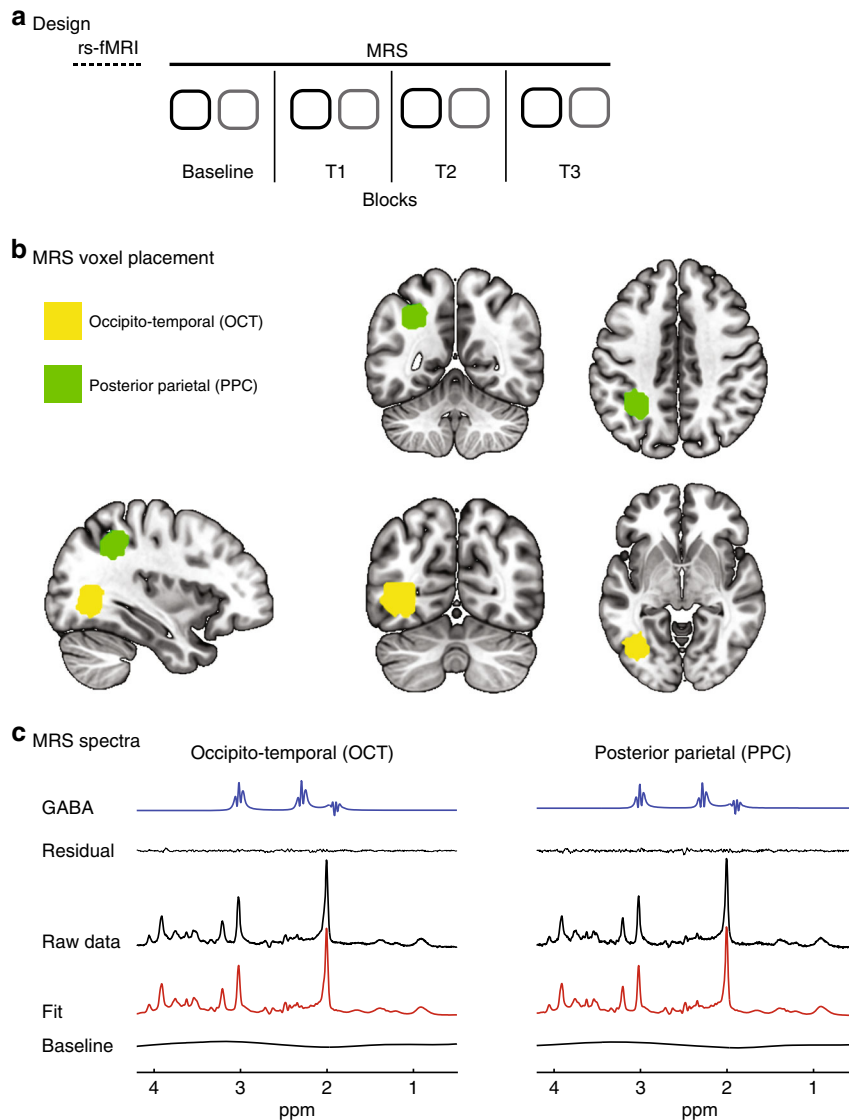 a Design
rs-fMRI MRS
Baseline T1 T2 T3
Blocks
b MRS voxel placement
Occipito-temporal (OCT)
Posterior parietal (PPC)
c MRS spectra
Occipito-temporal (OCT) Posterior parietal (PPC)
GABA
Residual
Raw data
Fit
Baseline
4 3 2 1 4 3 2 1
ppm ppm